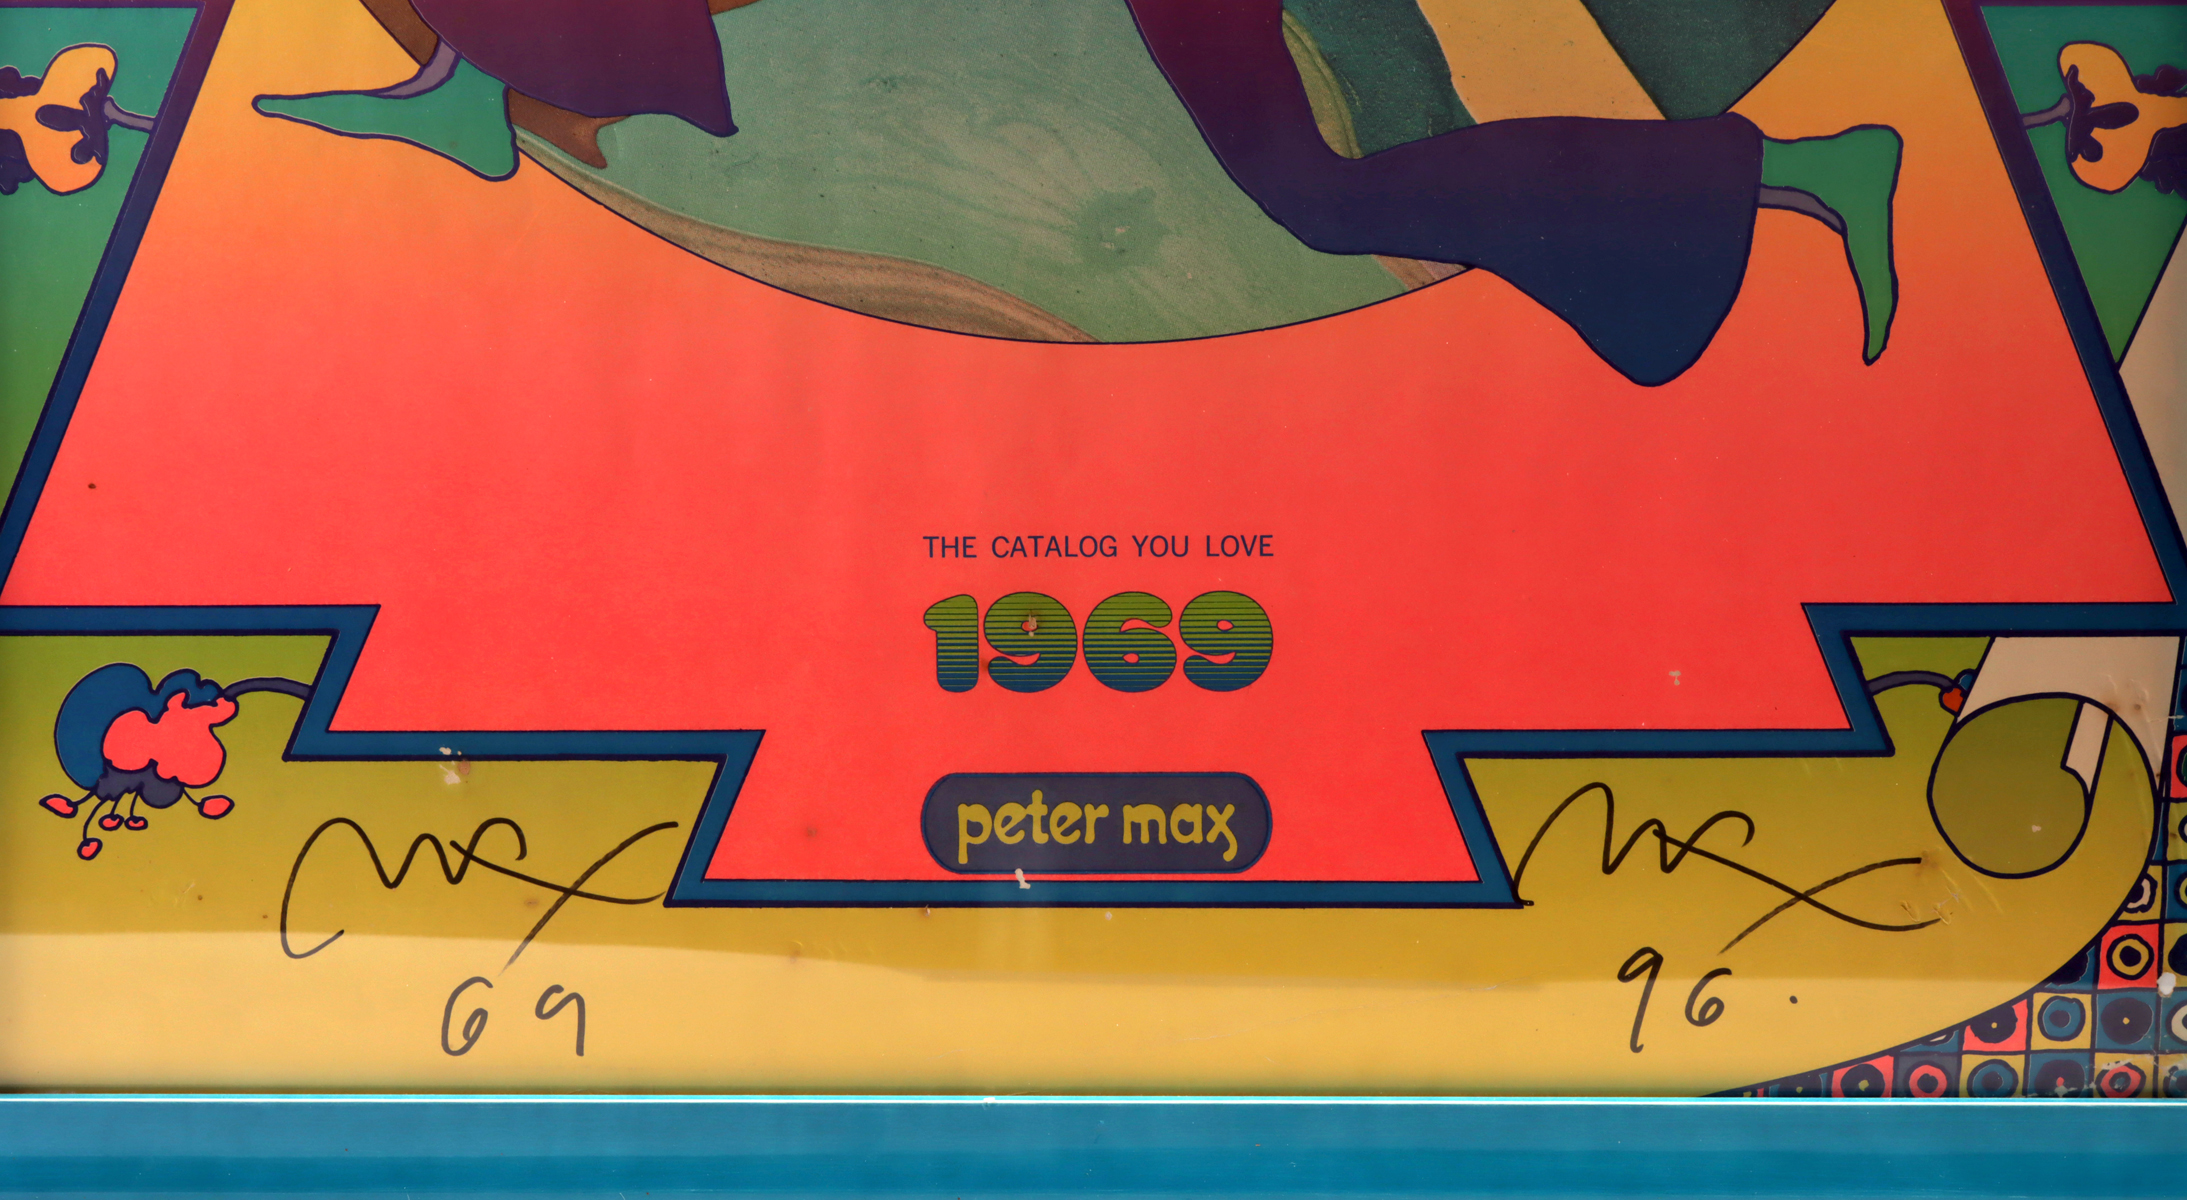 THE CATALOG YOU LOVE
1969
peter max
Max
69
Max
96.